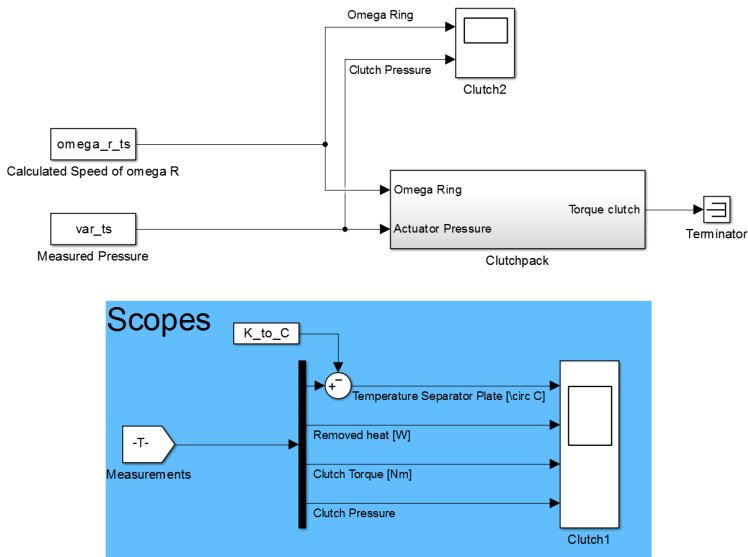 Omega Ring
Clutch Pressure
Clutch2
omega_r_ts
Calculated Speed of omega R
Omega Ring
Torque clutch
var_ts
Actuator Pressure
Measured Pressure
Clutchpack
Terminator
Scopes
K_to_C
Temperature Separator Plate [\circ C]
Removed heat [W]
-T-
Measurements
Clutch Torque [Nm]
Clutch Pressure
Clutch1